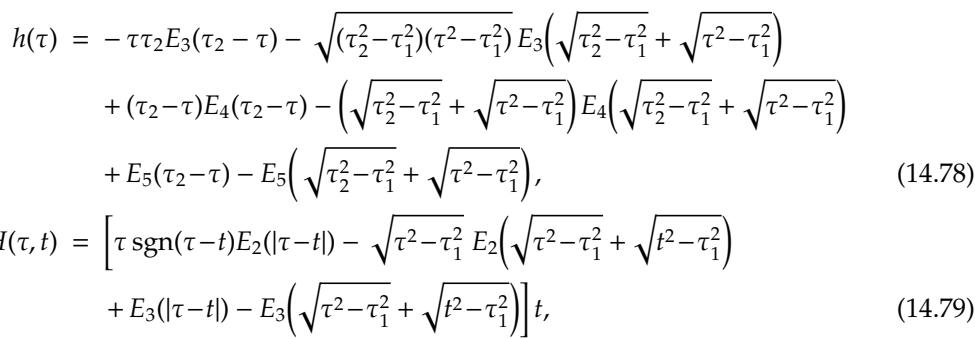 h(τ) = − ττ₂E₃(τ₂ − τ) − √((τ₂²−τ₁²)(τ²−τ₁²)) E₃(√(τ₂²−τ₁²) + √(τ²−τ₁²))
+ (τ₂−τ)E₄(τ₂−τ) − (√(τ₂²−τ₁²) + √(τ²−τ₁²)) E₄(√(τ₂²−τ₁²) + √(τ²−τ₁²))
+ E₅(τ₂−τ) − E₅(√(τ₂²−τ₁²) + √(τ²−τ₁²)), (14.78)
(τ, t) = [τ sgn(τ−t)E₂(|τ−t|) − √(τ²−τ₁²) E₂(√(τ²−τ₁²) + √(t²−τ₁²))
+ E₃(|τ−t|) − E₃(√(τ²−τ₁²) + √(t²−τ₁²))] t, (14.79)